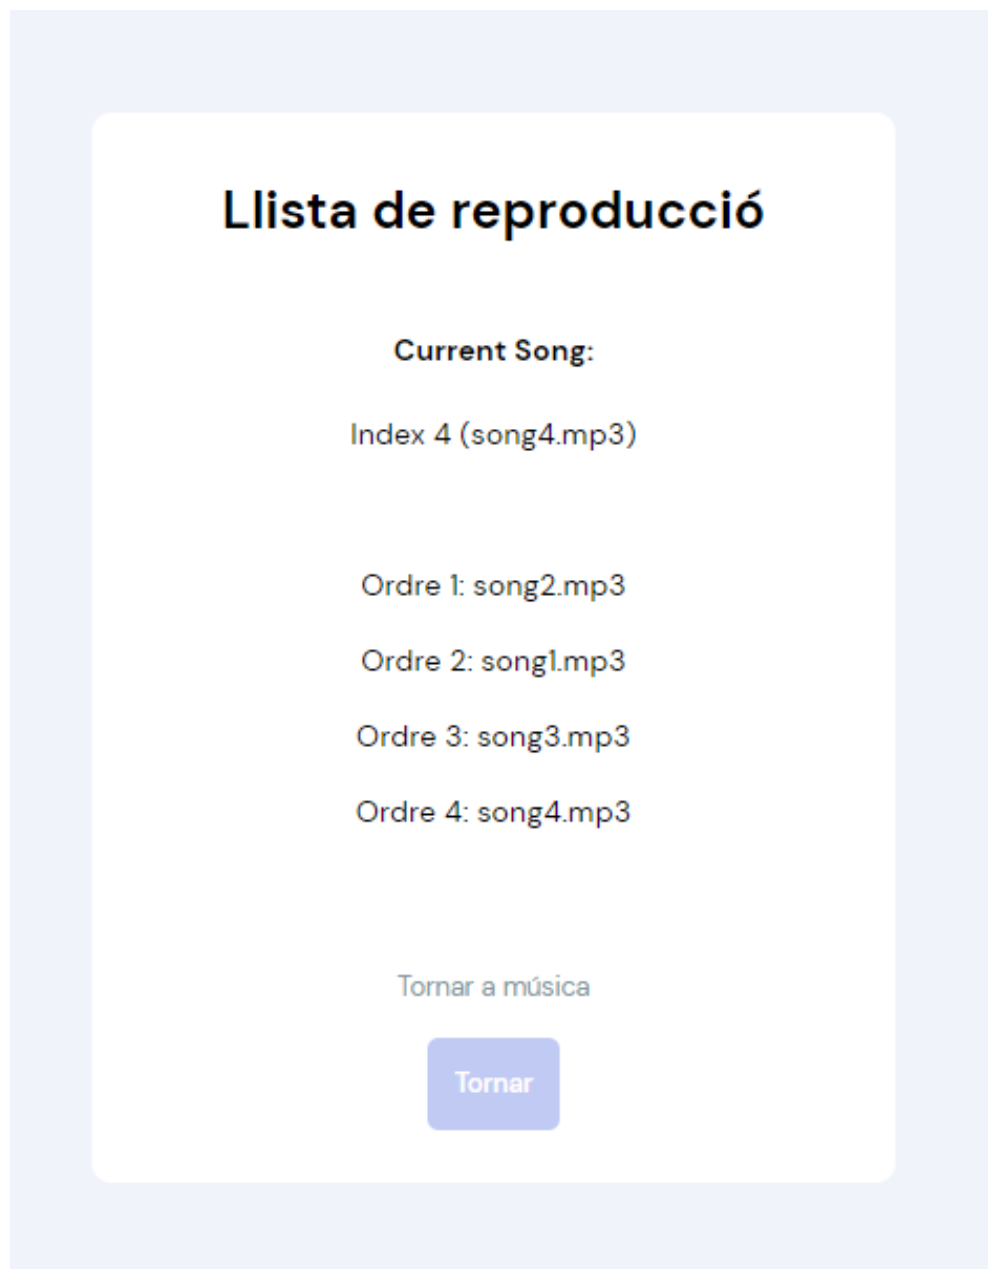 Llista de reproducció
Current Song:
Index 4 (song4.mp3)
Ordre 1: song2.mp3
Ordre 2: song1.mp3
Ordre 3: song3.mp3
Ordre 4: song4.mp3
Tornar a música
Tornar